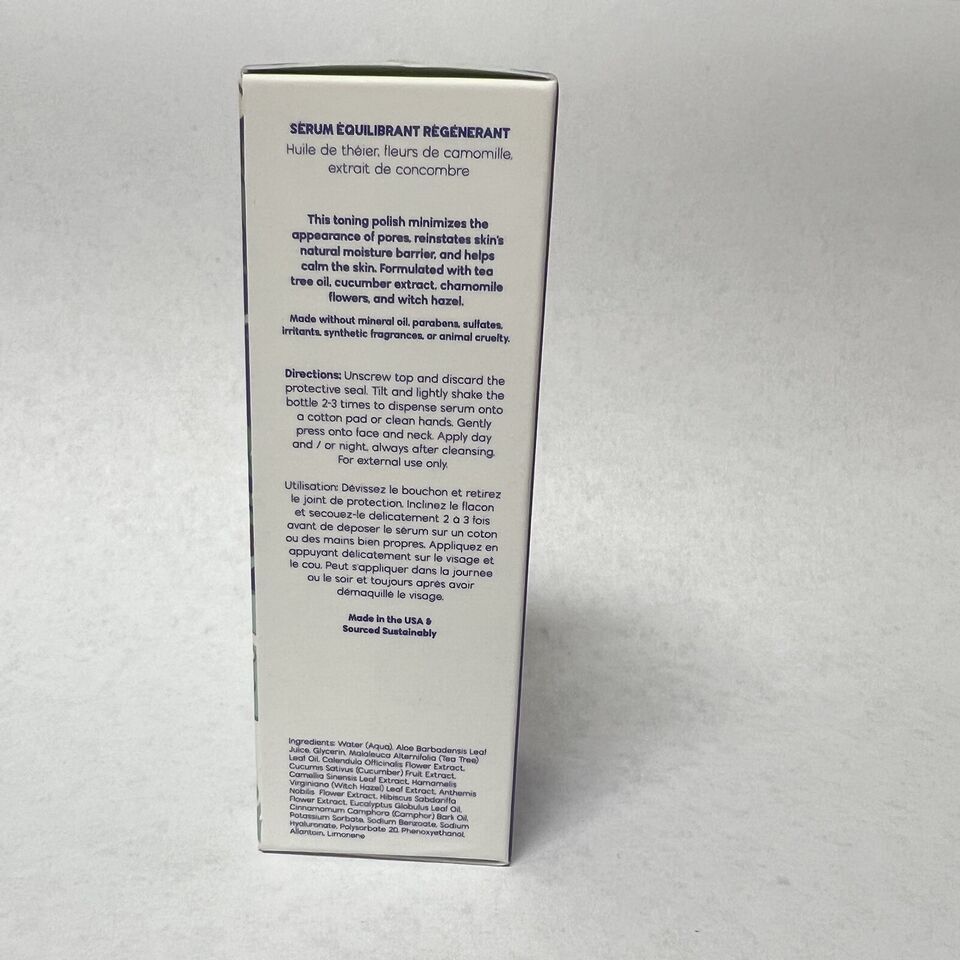 SÉRUM ÉQUILIBRANT RÉGÉNÉRANT
Huile de théier, fleurs de camomille,
extrait de concombre
This toning polish minimizes the
appearance of pores, reinstates skin's
natural moisture barrier, and helps
calm the skin. Formulated with tea
tree oil, cucumber extract, chamomile
flowers, and witch hazel.
Made without mineral oil, parabens, sulfates,
irritants, synthetic fragrances, or animal cruelty.
Directions: Unscrew top and discard the
protective seal. Tilt and lightly shake the
bottle 2-3 times to dispense serum onto
a cotton pad or clean hands. Gently
press onto face and neck. Apply day
and / or night, always after cleansing.
For external use only.
Utilisation: Dévissez le bouchon et retirez
le joint de protection. Inclinez le flacon
et secouez-le délicatement 2 à 3 fois
avant de déposer le sérum sur un coton
ou des mains bien propres. Appliquez en
appuyant délicatement sur le visage et
le cou. Peut s'appliquer dans la journée
ou le soir et toujours après avoir
démaquillé le visage.
Made in the USA &
Sourced Sustainably
Ingredients: Water (Aqua), Aloe Barbadensis Leaf
Juice, Glycerin, Malaleuca Alternifolia (Tea Tree)
Leaf Oil, Calendula Officinalis Flower Extract,
Cucumis Sativus (Cucumber) Fruit Extract,
Camellia Sinensis Leaf Extract, Hamamelis
Virginiana (Witch Hazel) Leaf Extract, Anthemis
Nobilis Flower Extract, Hibiscus Sabdariffa
Flower Extract, Eucalyptus Globulus Leaf Oil,
Cinnamomum Camphora (Camphor) Bark Oil,
Potassium Sorbate, Sodium Benzoate, Sodium
Hyaluronate, Polysorbate 20, Phenoxyethanol,
Allantoin, Limonene